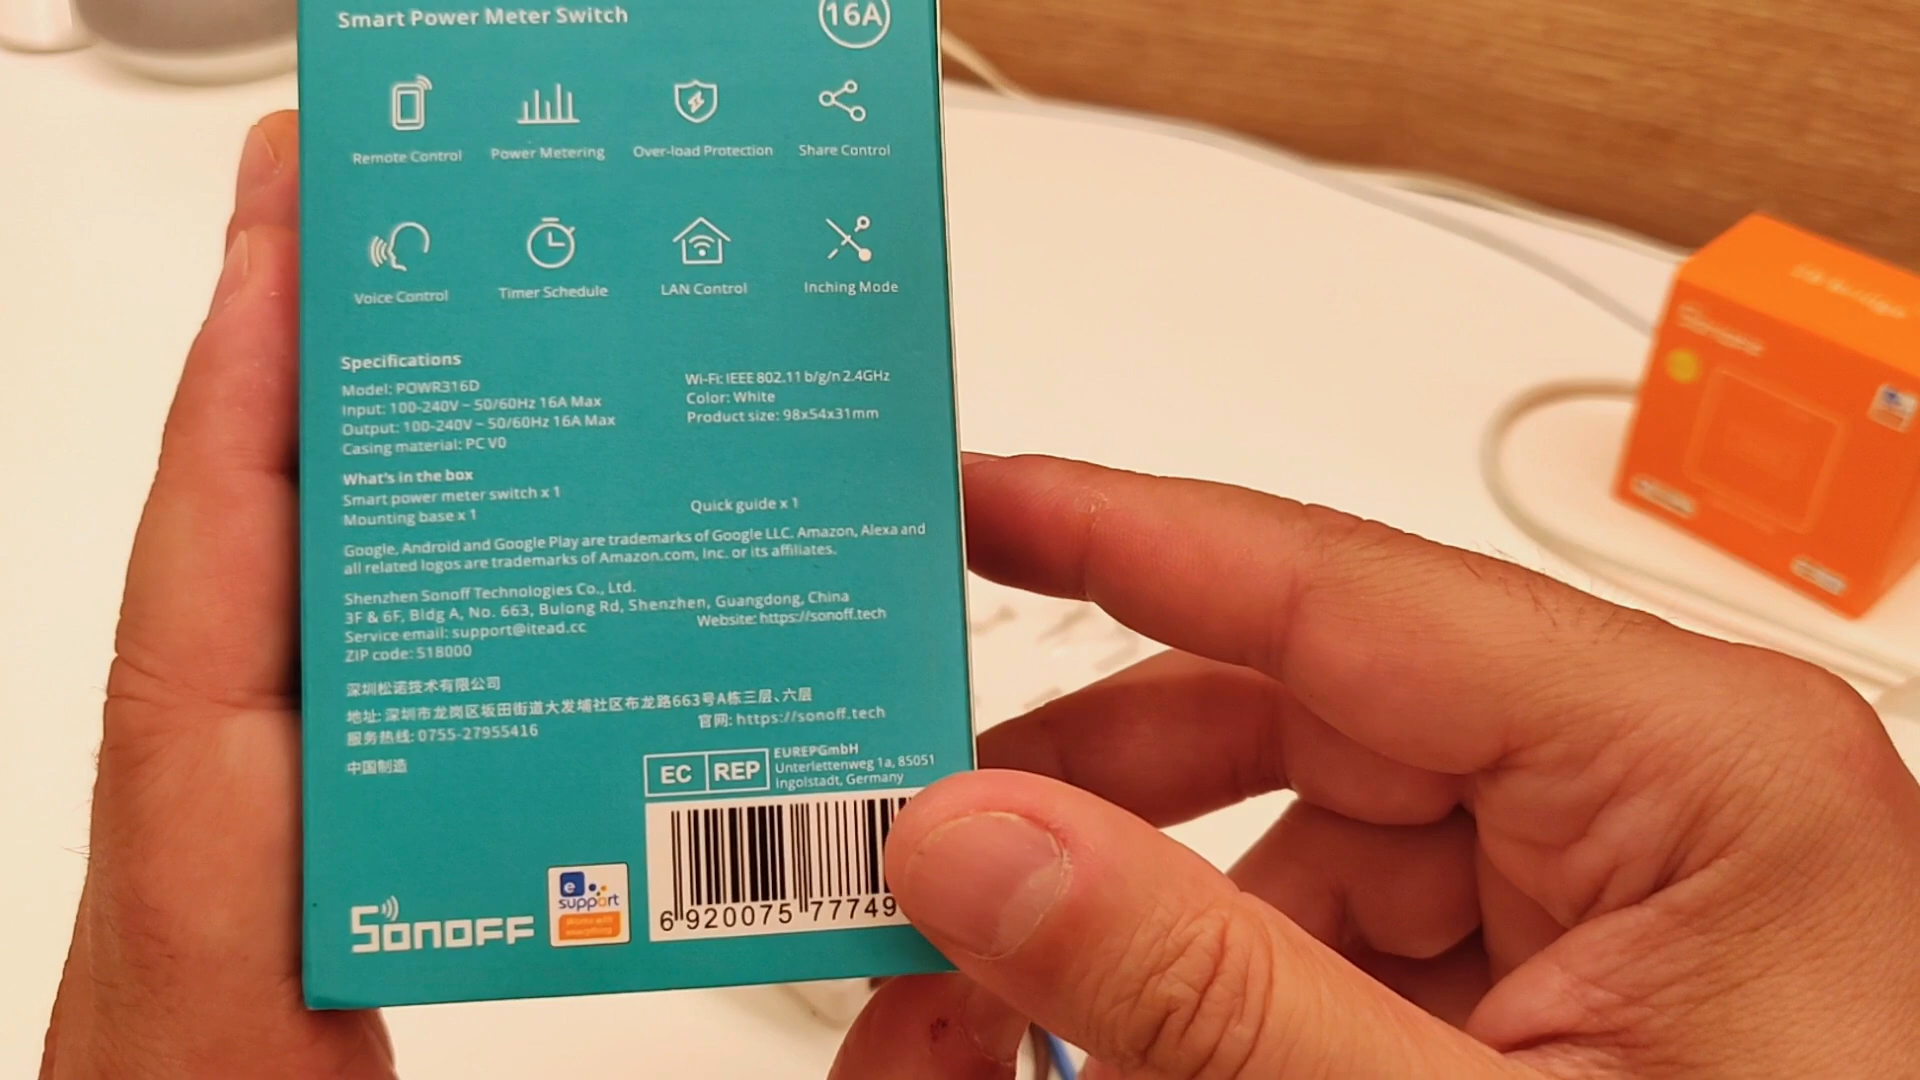 Smart Power Meter Switch
16A
Remote Control
Power Metering
Over-load Protection
Share Control
Voice Control
Timer Schedule
LAN Control
Inching Mode
Specifications
Model: POWR316D
Input: 100-240V ~ 50/60Hz 16A Max
Output: 100-240V ~ 50/60Hz 16A Max
Casing material: PC V0
Wi-Fi: IEEE 802.11 b/g/n 2.4GHz
Color: White
Product size: 98x54x31mm
What's in the box
Smart power meter switch x 1
Mounting base x 1
Quick guide x 1
Google, Android and Google Play are trademarks of Google LLC. Amazon, Alexa and
all related logos are trademarks of Amazon.com, Inc. or its affiliates.
Shenzhen Sonoff Technologies Co., Ltd.
3F & 6F, Bldg A, No. 663, Bulong Rd, Shenzhen, Guangdong, China
Service email: support@itead.cc
Website: https://sonoff.tech
ZIP code: 518000
深圳松诺技术有限公司
地址: 深圳市龙岗区坂田街道大发埔社区布龙路663号A栋三层、六层
服务热线: 0755-27955416
官网: https://sonoff.tech
中国制造
EC REP
EUREPGmbH
Unterlettenweg 1a, 85051
Ingolstadt, Germany
6 920075 77749
SONOFF
e
support
Works with
everything